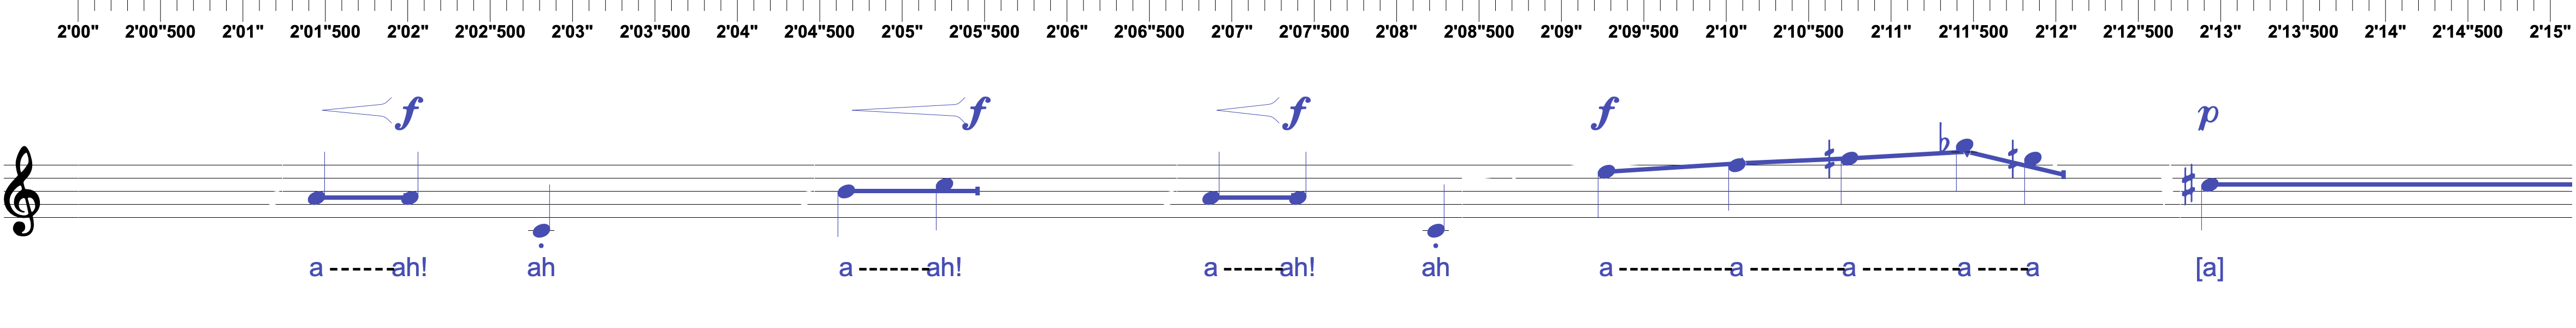 2'00" 2'00"500 2'01" 2'01"500 2'02" 2'02"500 2'03" 2'03"500 2'04" 2'04"500 2'05" 2'05"500 2'06" 2'06"500 2'07" 2'07"500 2'08" 2'08"500 2'09" 2'09"500 2'10" 2'10"500 2'11" 2'11"500 2'12" 2'12"500 2'13" 2'13"500 2'14" 2'14"500 2'15"
f f f f p
a ------ah! ah a -------ah! a ------ah! ah a ------------a ----------a ----------a -----a [a]